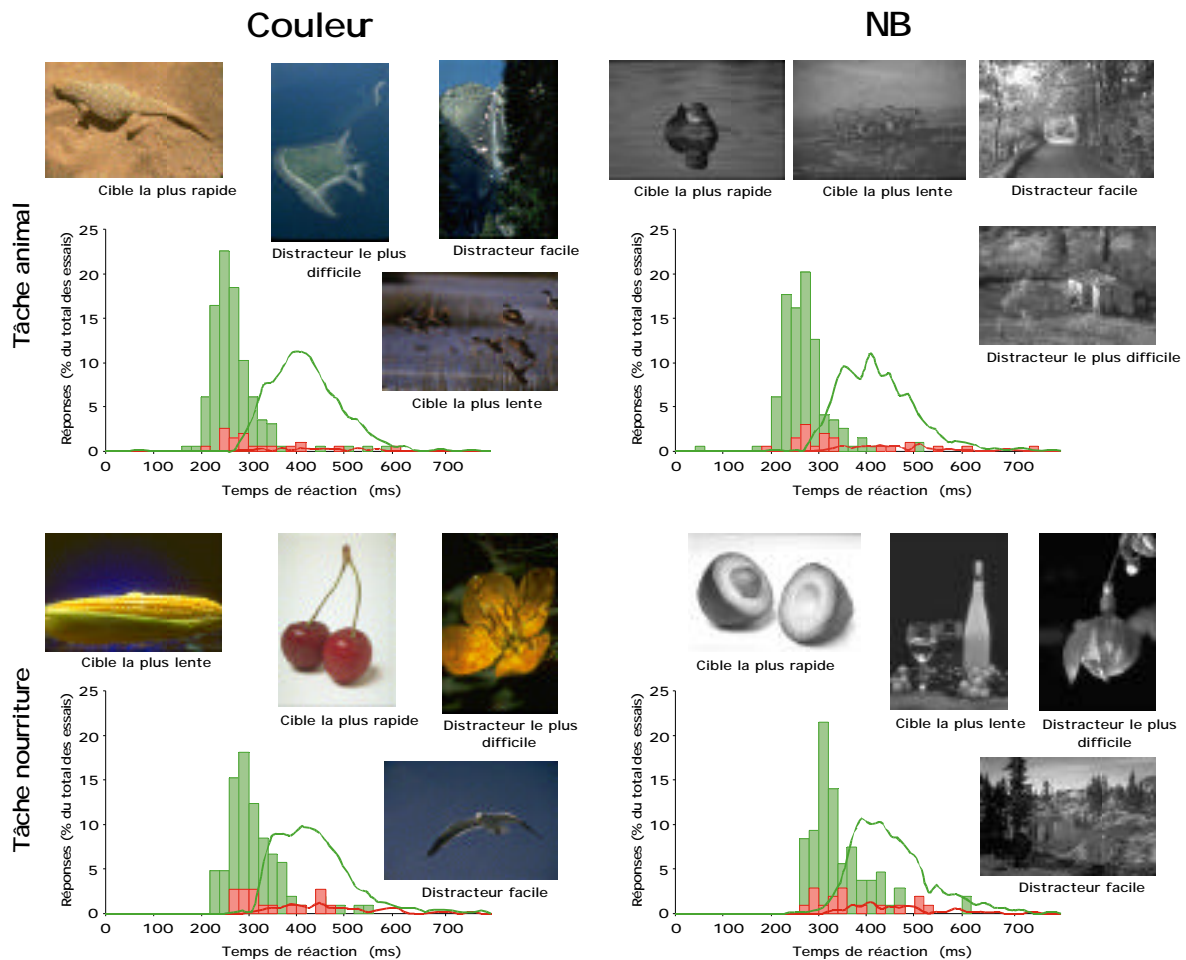 Couleur
NB
Tâche animal
Cible la plus rapide
Distracteur le plus
difficile
Distracteur facile
Cible la plus lente
Réponses (% du total des essais)
25
20
15
10
5
0
0 100 200 300 400 500 600 700
Temps de réaction (ms)
Cible la plus rapide
Cible la plus lente
Distracteur facile
Distracteur le plus difficile
Réponses (% du total des essais)
25
20
15
10
5
0
0 100 200 300 400 500 600 700
Temps de réaction (ms)
Tâche nourriture
Cible la plus lente
Cible la plus rapide
Distracteur le plus
difficile
Distracteur facile
Réponses (% du total des essais)
25
20
15
10
5
0
0 100 200 300 400 500 600 700
Temps de réaction (ms)
Cible la plus rapide
Cible la plus lente
Distracteur le plus
difficile
Distracteur facile
Réponses (% du total des essais)
25
20
15
10
5
0
0 100 200 300 400 500 600 700
Temps de réaction (ms)